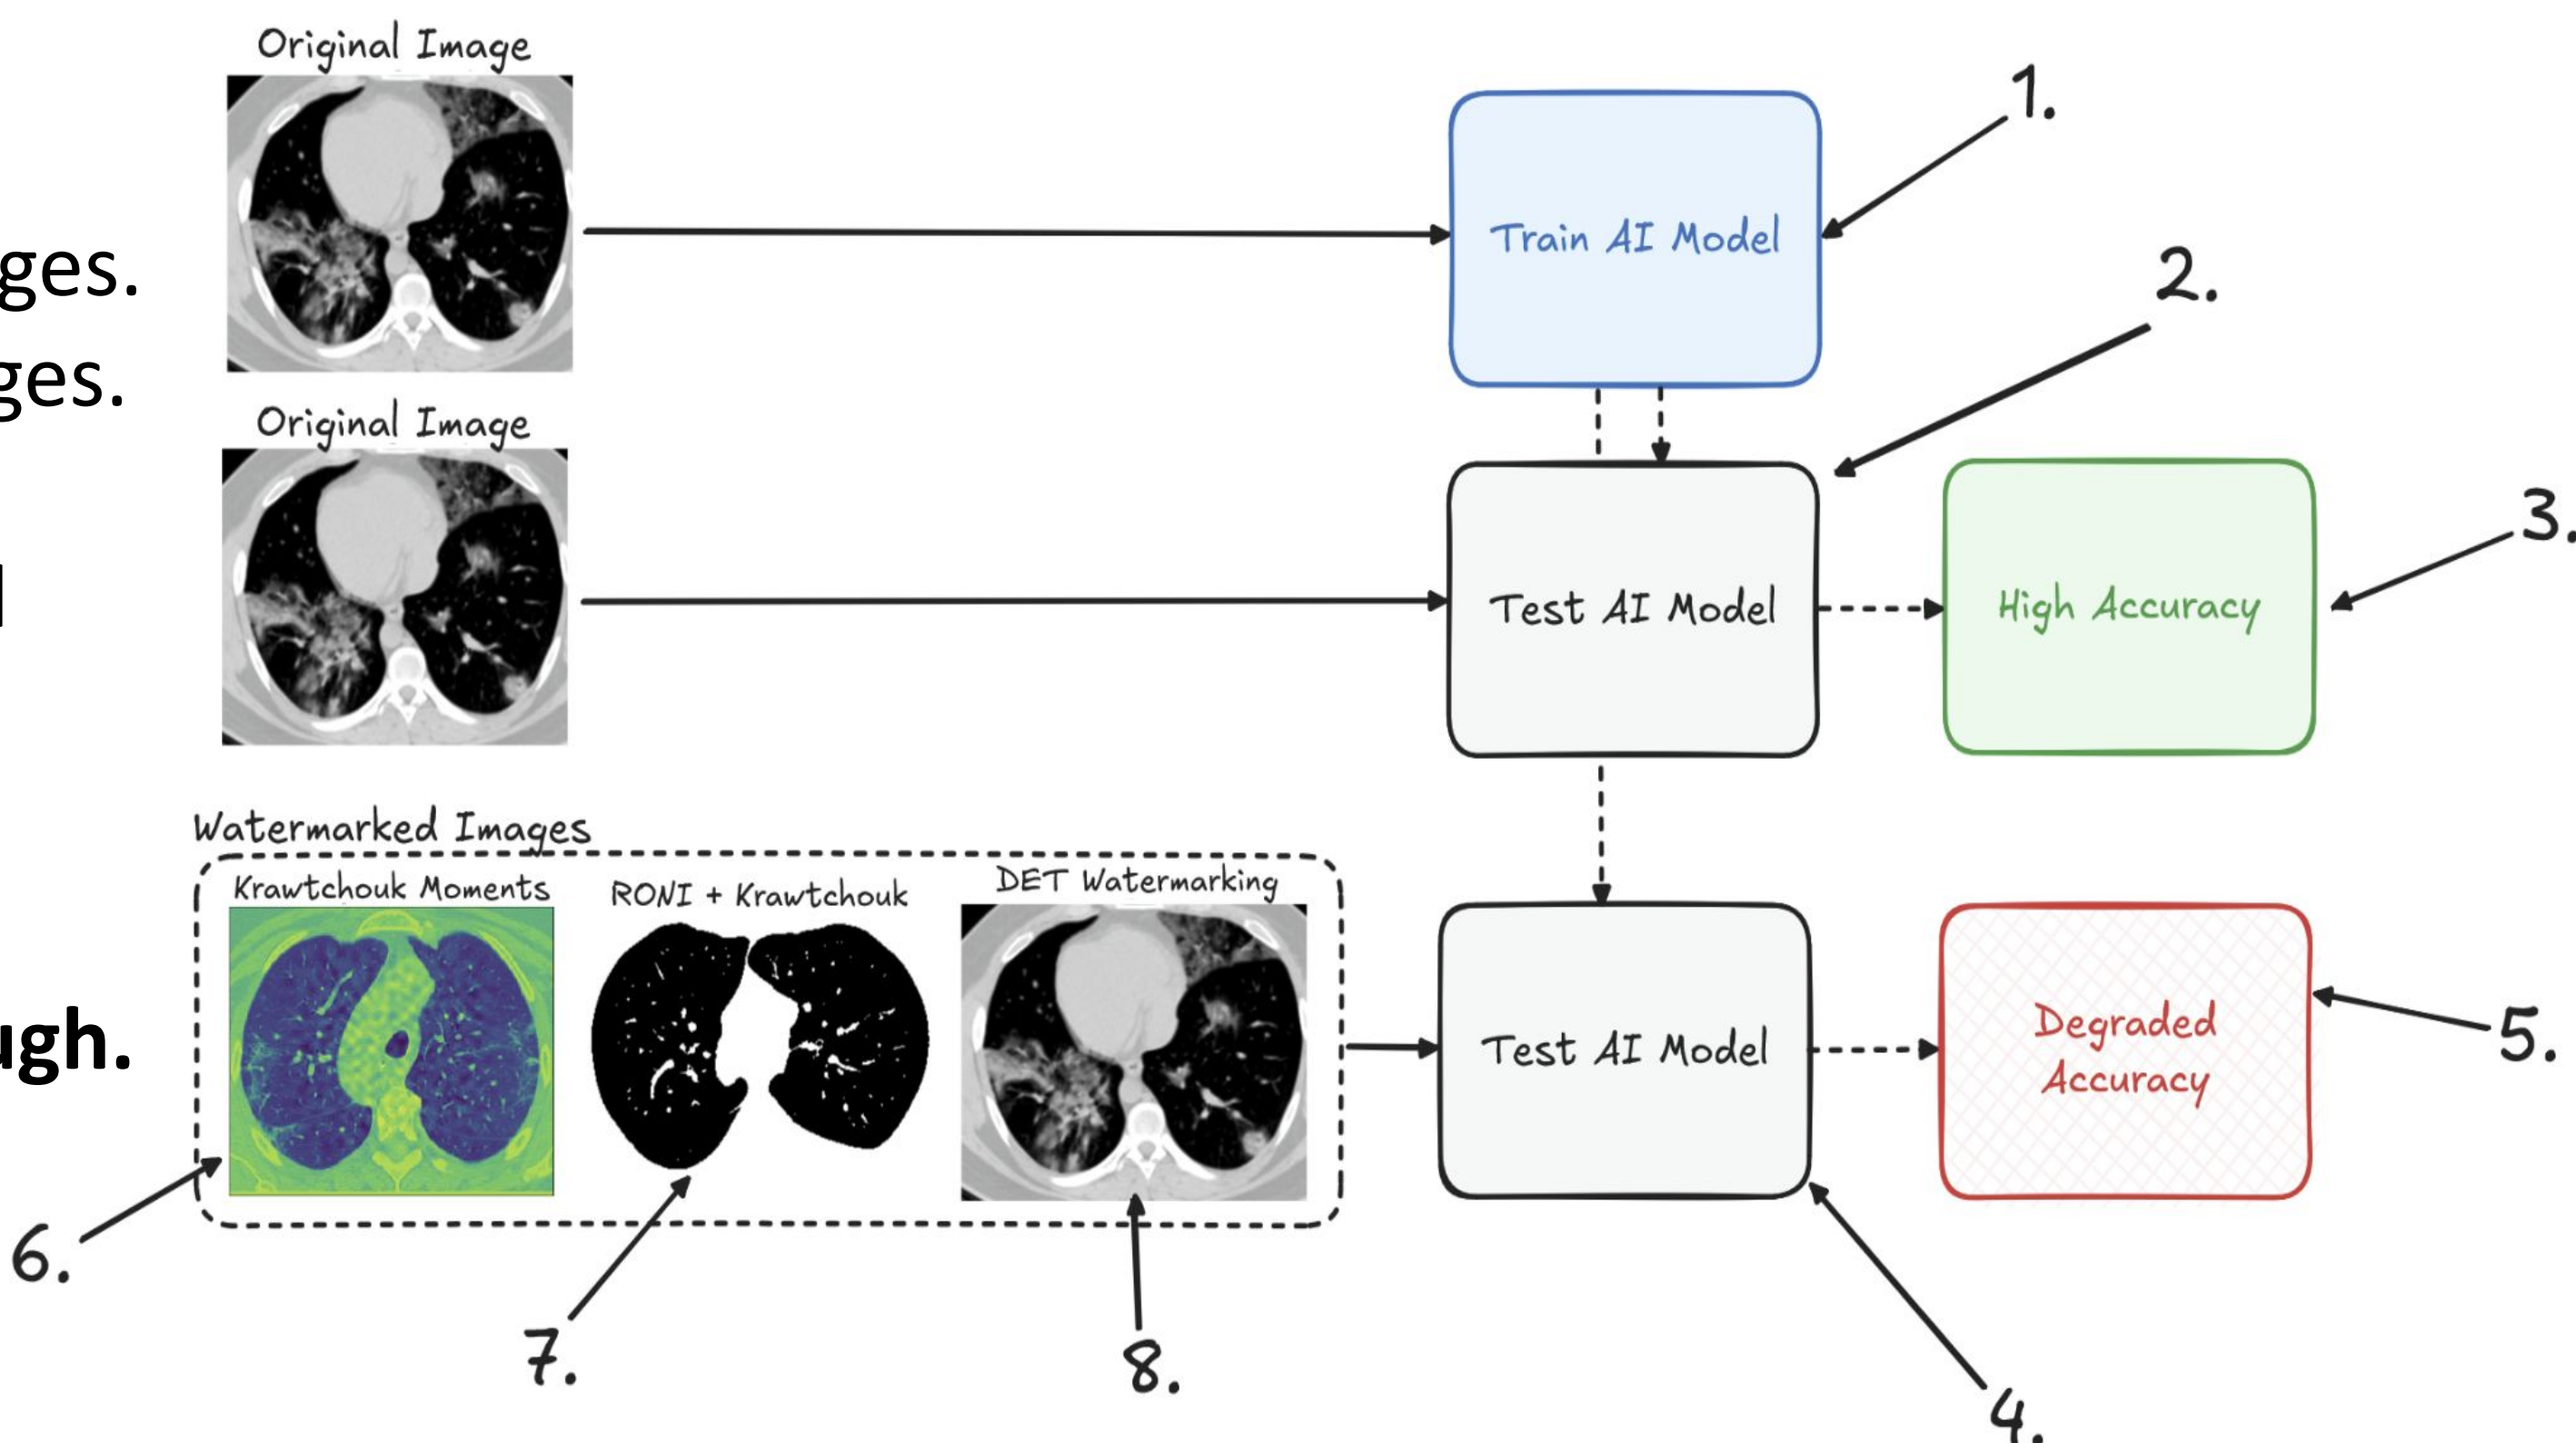 Original Image
1.
Train AI Model
2.
ges.
ges.
Original Image
3.
Test AI Model
High Accuracy
Watermarked Images
Krawtchouk Moments
RONI + Krawtchouk
DET Watermarking
ugh.
Test AI Model
Degraded
Accuracy
5.
6.
7.
8.
4.